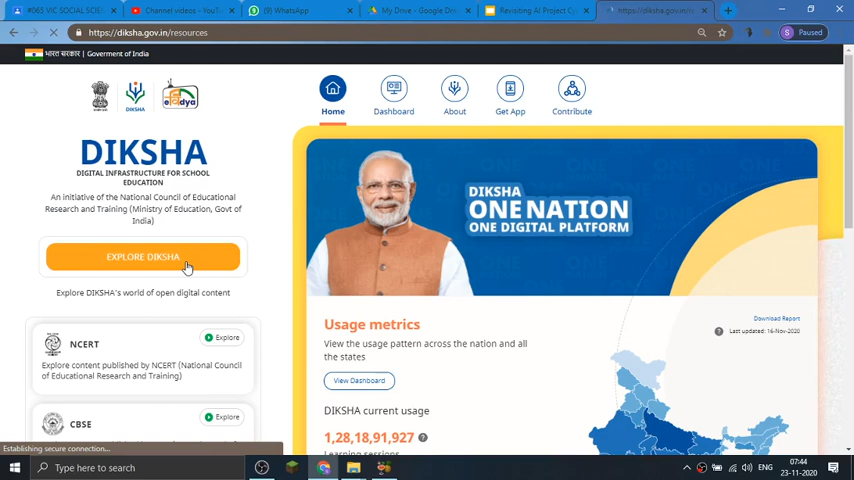 #065 VIC SOCIAL SCIEN
Channel videos - YouTu
(9) WhatsApp
My Drive - Google Driv
Revisiting AI Project Co
https://diksha.gov.in/re
https://diksha.gov.in/resources
S Paused
भारत सरकार | Goverment of India
DIKSHA
Home
Dashboard
About
Get App
Contribute
DIKSHA
DIGITAL INFRASTRUCTURE FOR SCHOOL
EDUCATION
An initiative of the National Council of Educational
Research and Training (Ministry of Education, Govt of
India)
EXPLORE DIKSHA
Explore DIKSHA's world of open digital content
NCERT
Explore
Explore content published by NCERT (National Council
of Educational Research and Training)
CBSE
Explore
DIKSHA
ONE NATION
ONE DIGITAL PLATFORM
Usage metrics
View the usage pattern across the nation and all
the states
View Dashboard
Download Report
Last updated: 16-Nov-2020
DIKSHA current usage
1,28,18,91,927
Learning sessions
Establishing secure connection...
Type here to search
ENG
07:44
23-11-2020